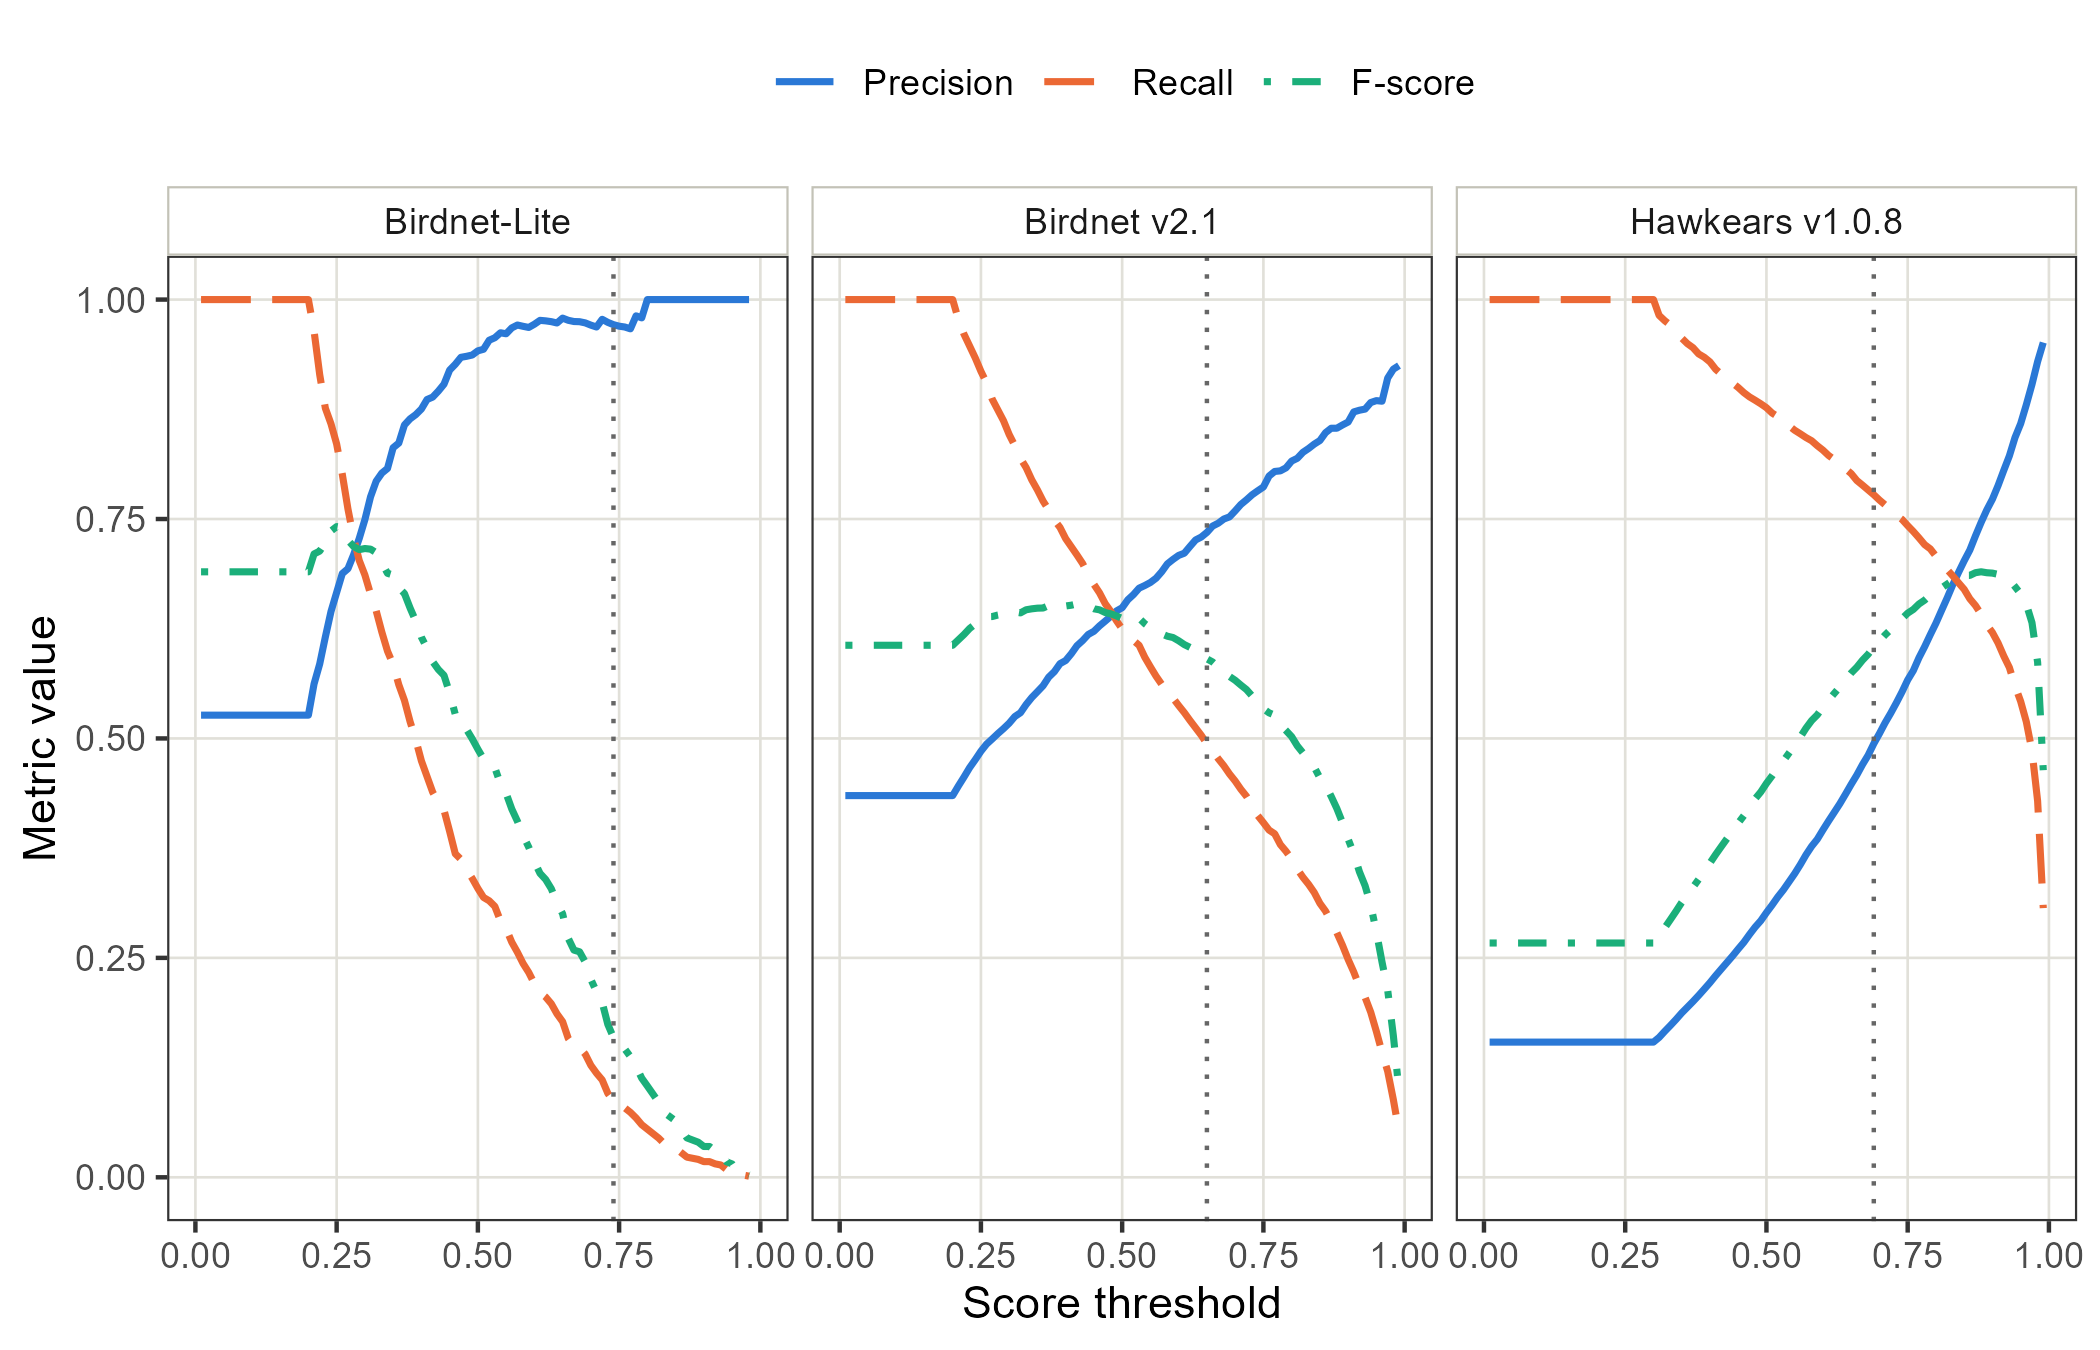 Precision Recall F-score
Birdnet-Lite Birdnet v2.1 Hawkears v1.0.8
Metric value
1.00
0.75
0.50
0.25
0.00
0.00 0.25 0.50 0.75 1.00 0.00 0.25 0.50 0.75 1.00 0.00 0.25 0.50 0.75 1.00
Score threshold